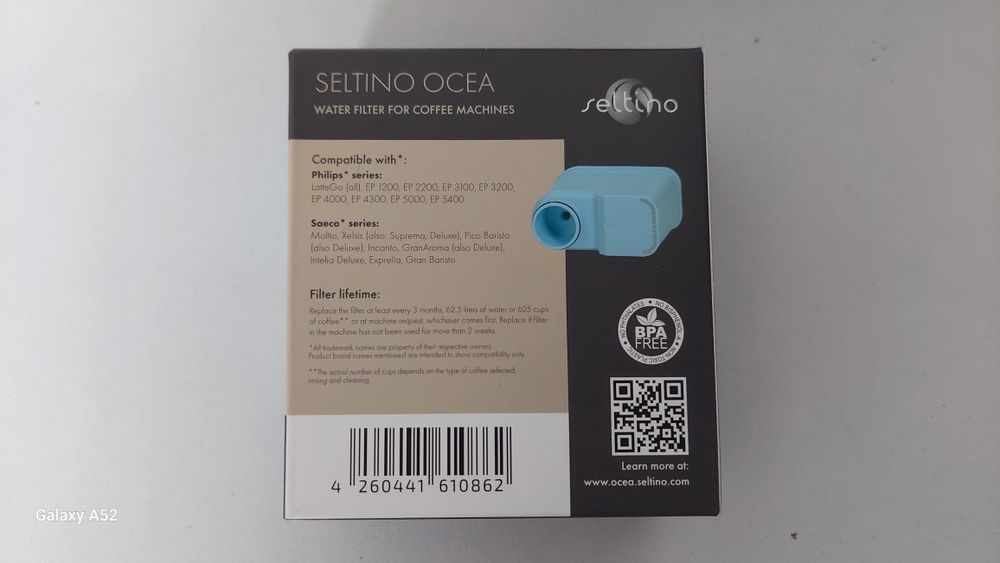 SELTINO OCEA
WATER FILTER FOR COFFEE MACHINES
seltino
Compatible with*:
Philips* series:
LatteGo (all), EP 1200, EP 2200, EP 3100, EP 3200,
EP 4000, EP 4300, EP 5000, EP 5400
Saeco* series:
Moltio, Xelsis (also: Suprema, Deluxe), Pico Baristo
(also Deluxe), Incanto, GranAroma (also Deluxe),
Intelia Deluxe, Exprelia, Gran Baristo
Filter lifetime:
Replace the filter at least every 3 months, 62.5 liters of water or 625 cups
of coffee** or at machine request, whichever comes first. Replace if filter
in the machine has not been used for more than 2 weeks.
*All trademark names are property of their respective owners.
Product brand names mentioned are intended to show compatibility only.
**The actual number of cups depends on the type of coffee selected,
rinsing and cleaning.
NO PHTHALATES • NO BISPHENOL-A • NON-TOXIC PLASTIC •
BPA
FREE
Learn more at:
www.ocea.seltino.com
4 260441 610862
Galaxy A52